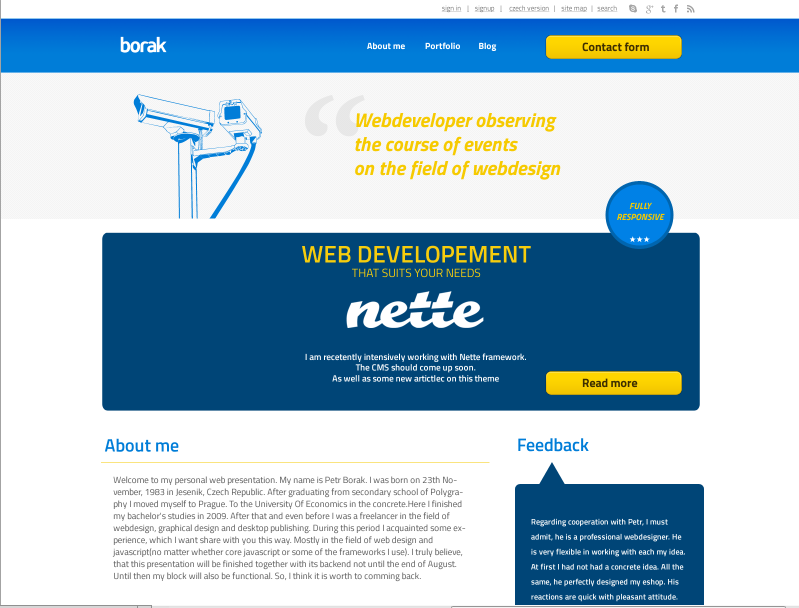 sign in | signup | czech version | site map | search
borak
About me Portfolio Blog
Contact form
Webdeveloper observing
the course of events
on the field of webdesign
FULLY
RESPONSIVE
WEB DEVELOPEMENT
THAT SUITS YOUR NEEDS
nette
I am recetently intensively working with Nette framework.
The CMS should come up soon.
As well as some new artictlec on this theme
Read more
About me
Welcome to my personal web presentation. My name is Petr Borak. I was born on 23th No-
vember, 1983 in Jesenik, Czech Republic. After graduating from secondary school of Polygra-
phy I moved myself to Prague. To the University Of Economics in the concrete.Here I finished
my bachelor's studies in 2009. After that and even before I was a freelancer in the field of
webdesign, graphical design and desktop publishing. During this period I acquainted some ex-
perience, which I want share with you this way. Mostly in the field of web design and
javascript(no matter whether core javascript or some of the frameworks I use). I truly believe,
that this presentation will be finished together with its backend not until the end of August.
Until then my block will also be functional. So, I think it is worth to comming back.
Feedback
Regarding cooperation with Petr, I must
admit, he is a professional webdesigner. He
is very flexible in working with each my idea.
At first I had not had a concrete idea. All the
same, he perfectly designed my eshop. His
reactions are quick with pleasant attitude.